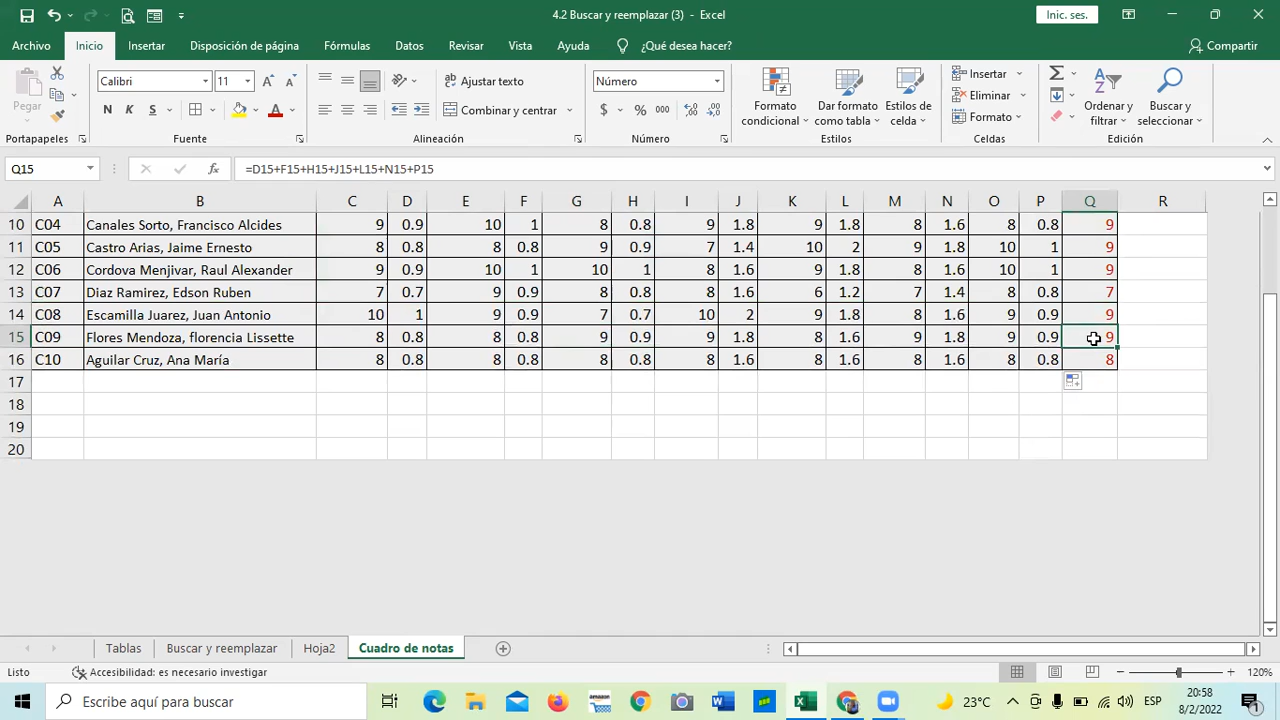 4.2 Buscar y reemplazar (3) - Excel
Inic. ses.
Archivo Inicio Insertar Disposición de página Fórmulas Datos Revisar Vista Ayuda ¿Qué desea hacer? Compartir
Pegar
Calibri 11
Ajustar texto
Número
Insertar
N K S
Combinar y centrar
$ % 000
Eliminar
Formato condicional
Dar formato como tabla
Estilos de celda
Formato
Ordenar y filtrar
Buscar y seleccionar
Portapapeles Fuente Alineación Número Estilos Celdas Edición
Q15 fx =D15+F15+H15+J15+L15+N15+P15
A B C D E F G H I J K L M N O P Q R
10 C04 Canales Sorto, Francisco Alcides 9 0.9 10 1 8 0.8 9 1.8 9 1.8 8 1.6 8 0.8 9
11 C05 Castro Arias, Jaime Ernesto 8 0.8 8 0.8 9 0.9 7 1.4 10 2 9 1.8 10 1 9
12 C06 Cordova Menjivar, Raul Alexander 9 0.9 10 1 10 1 8 1.6 9 1.8 8 1.6 10 1 9
13 C07 Diaz Ramirez, Edson Ruben 7 0.7 9 0.9 8 0.8 8 1.6 6 1.2 7 1.4 8 0.8 7
14 C08 Escamilla Juarez, Juan Antonio 10 1 9 0.9 7 0.7 10 2 9 1.8 8 1.6 9 0.9 9
15 C09 Flores Mendoza, florencia Lissette 8 0.8 8 0.8 9 0.9 9 1.8 8 1.6 9 1.8 9 0.9 9
16 C10 Aguilar Cruz, Ana María 8 0.8 8 0.8 8 0.8 8 1.6 8 1.6 8 1.6 8 0.8 8
17
18
19
20
Tablas Buscar y reemplazar Hoja2 Cuadro de notas
Listo Accesibilidad: es necesario investigar 120%
Escribe aquí para buscar
23°C
ESP
20:58
8/2/2022